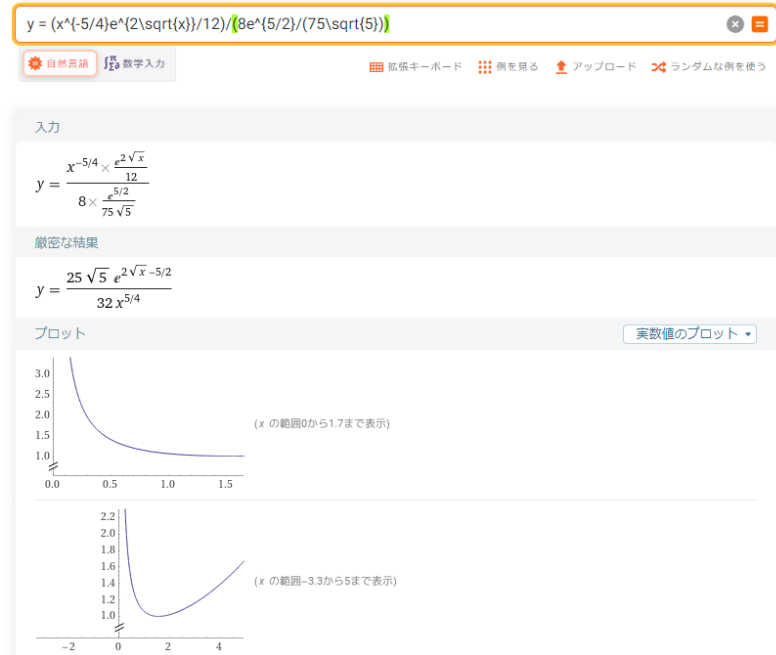 y = (x^{-5/4}e^{2\sqrt{x}}/12)/(8e^{5/2}/(75\sqrt{5}))
自然言語 数学入力 拡張キーボード 例を見る アップロード ランダムな例を使う
入力
y = (x^{-5/4} × (e^{2√x}/12))/(8 × (e^{5/2}/(75√5)))
厳密な結果
y = (25√5 e^{2√x −5/2})/(32 x^{5/4})
プロット 実数値のプロット
3.0
2.5
2.0
1.5
1.0
0.0 0.5 1.0 1.5
(x の範囲0から1.7まで表示)
2.2
2.0
1.8
1.6
1.4
1.2
1.0
−2 0 2 4
(x の範囲−3.3から5まで表示)